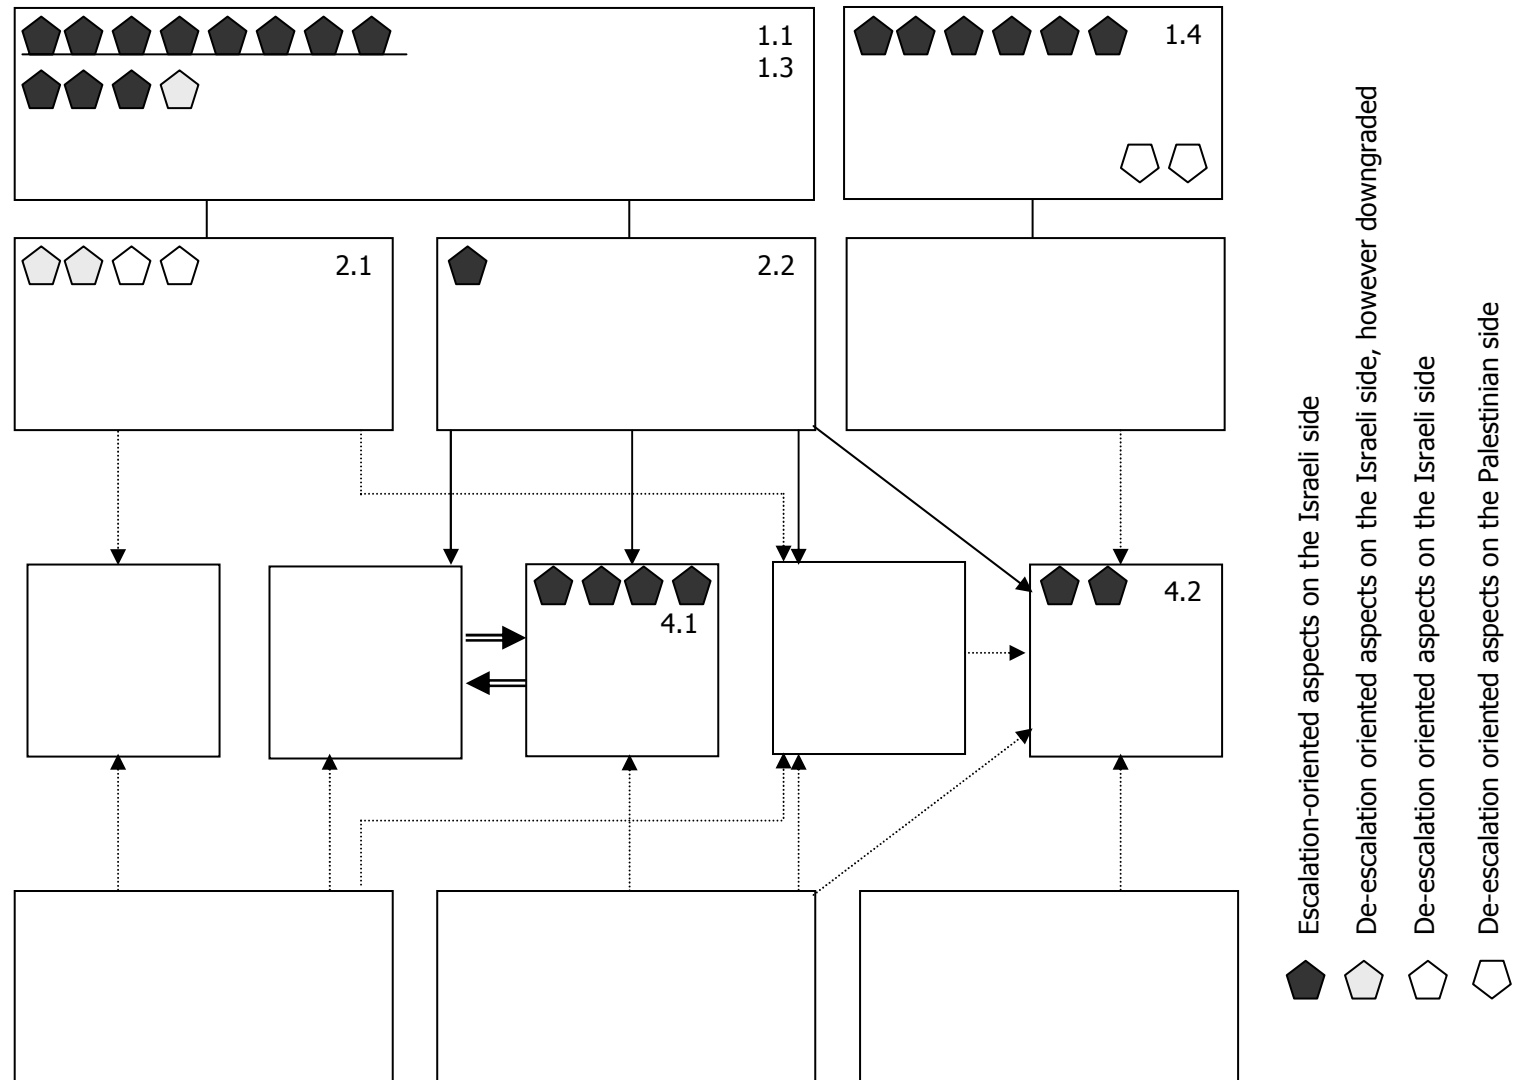 1.1
1.3
1.4
2.1
2.2
4.1
4.2
Escalation-oriented aspects on the Israeli side
De-escalation oriented aspects on the Israeli side, however downgraded
De-escalation oriented aspects on the Israeli side
De-escalation oriented aspects on the Palestinian side